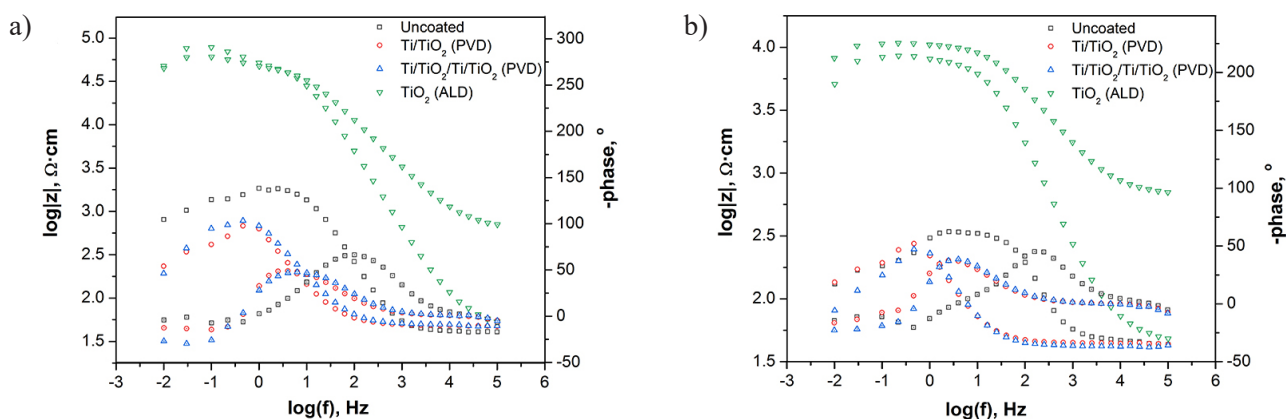 a)
Uncoated
Ti/TiO₂ (PVD)
Ti/TiO₂/Ti/TiO₂ (PVD)
TiO₂ (ALD)
5.0
4.5
4.0
3.5
3.0
2.5
2.0
1.5
log|z|, Ω·cm
300
250
200
150
100
50
0
-50
-phase, °
-3 -2 -1 0 1 2 3 4 5 6
log(f), Hz
b)
Uncoated
Ti/TiO₂ (PVD)
Ti/TiO₂/Ti/TiO₂ (PVD)
TiO₂ (ALD)
4.0
3.5
3.0
2.5
2.0
1.5
log|z|, Ω·cm
200
150
100
50
0
-50
-phase, °
-3 -2 -1 0 1 2 3 4 5 6
log(f), Hz